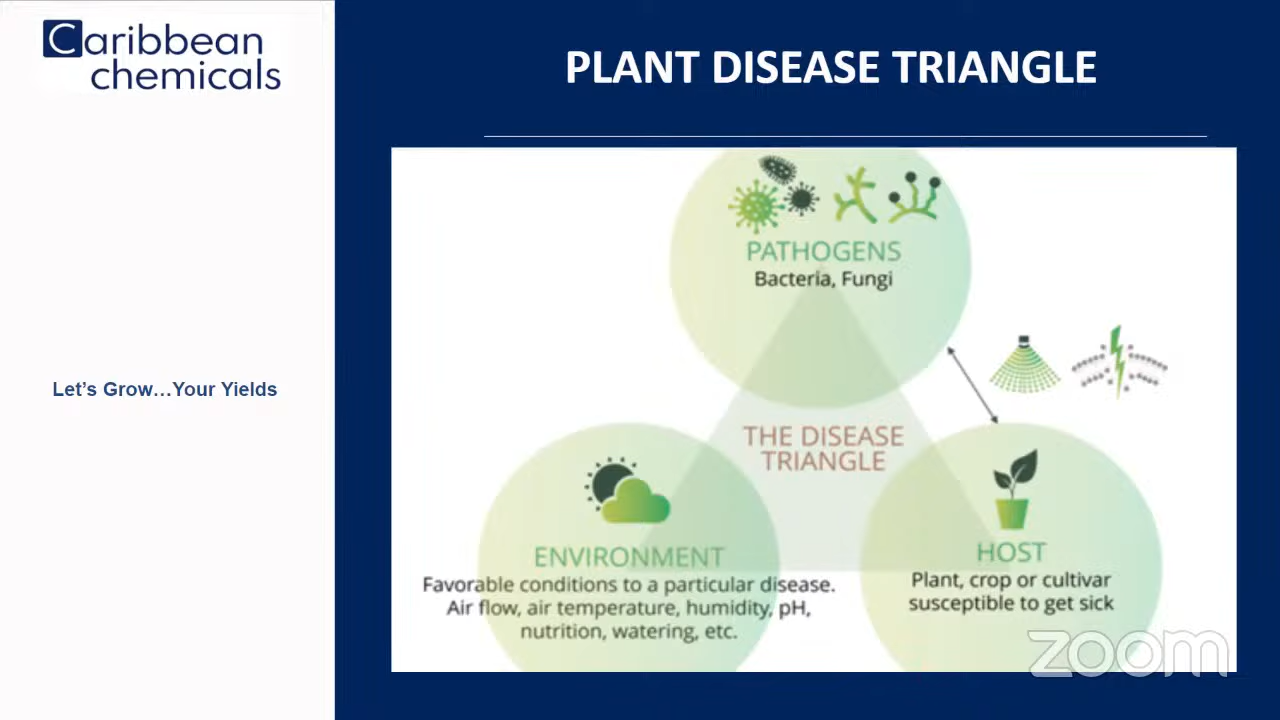 Caribbean
chemicals
PLANT DISEASE TRIANGLE
Let's Grow…Your Yields
PATHOGENS
Bacteria, Fungi
THE DISEASE
TRIANGLE
ENVIRONMENT
Favorable conditions to a particular disease.
Air flow, air temperature, humidity, pH,
nutrition, watering, etc.
HOST
Plant, crop or cultivar
susceptible to get sick
zoom